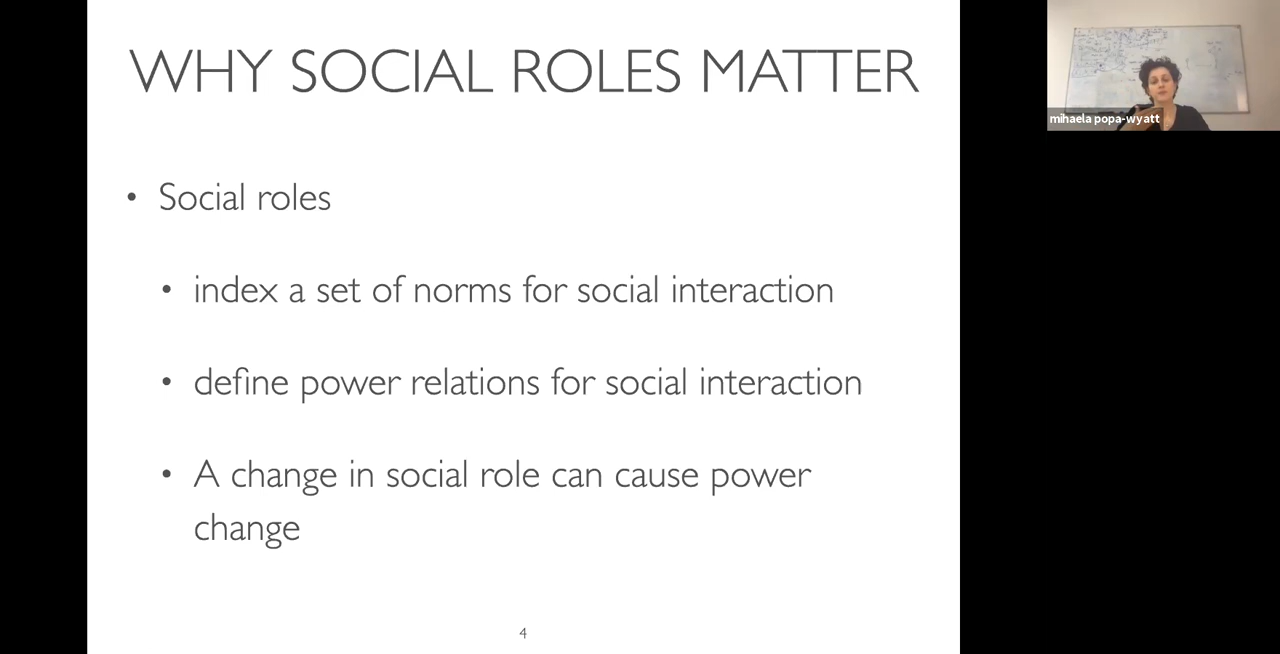 WHY SOCIAL ROLES MATTER
• Social roles
• index a set of norms for social interaction
• define power relations for social interaction
• A change in social role can cause power
change
4
mihaela popa-wyatt